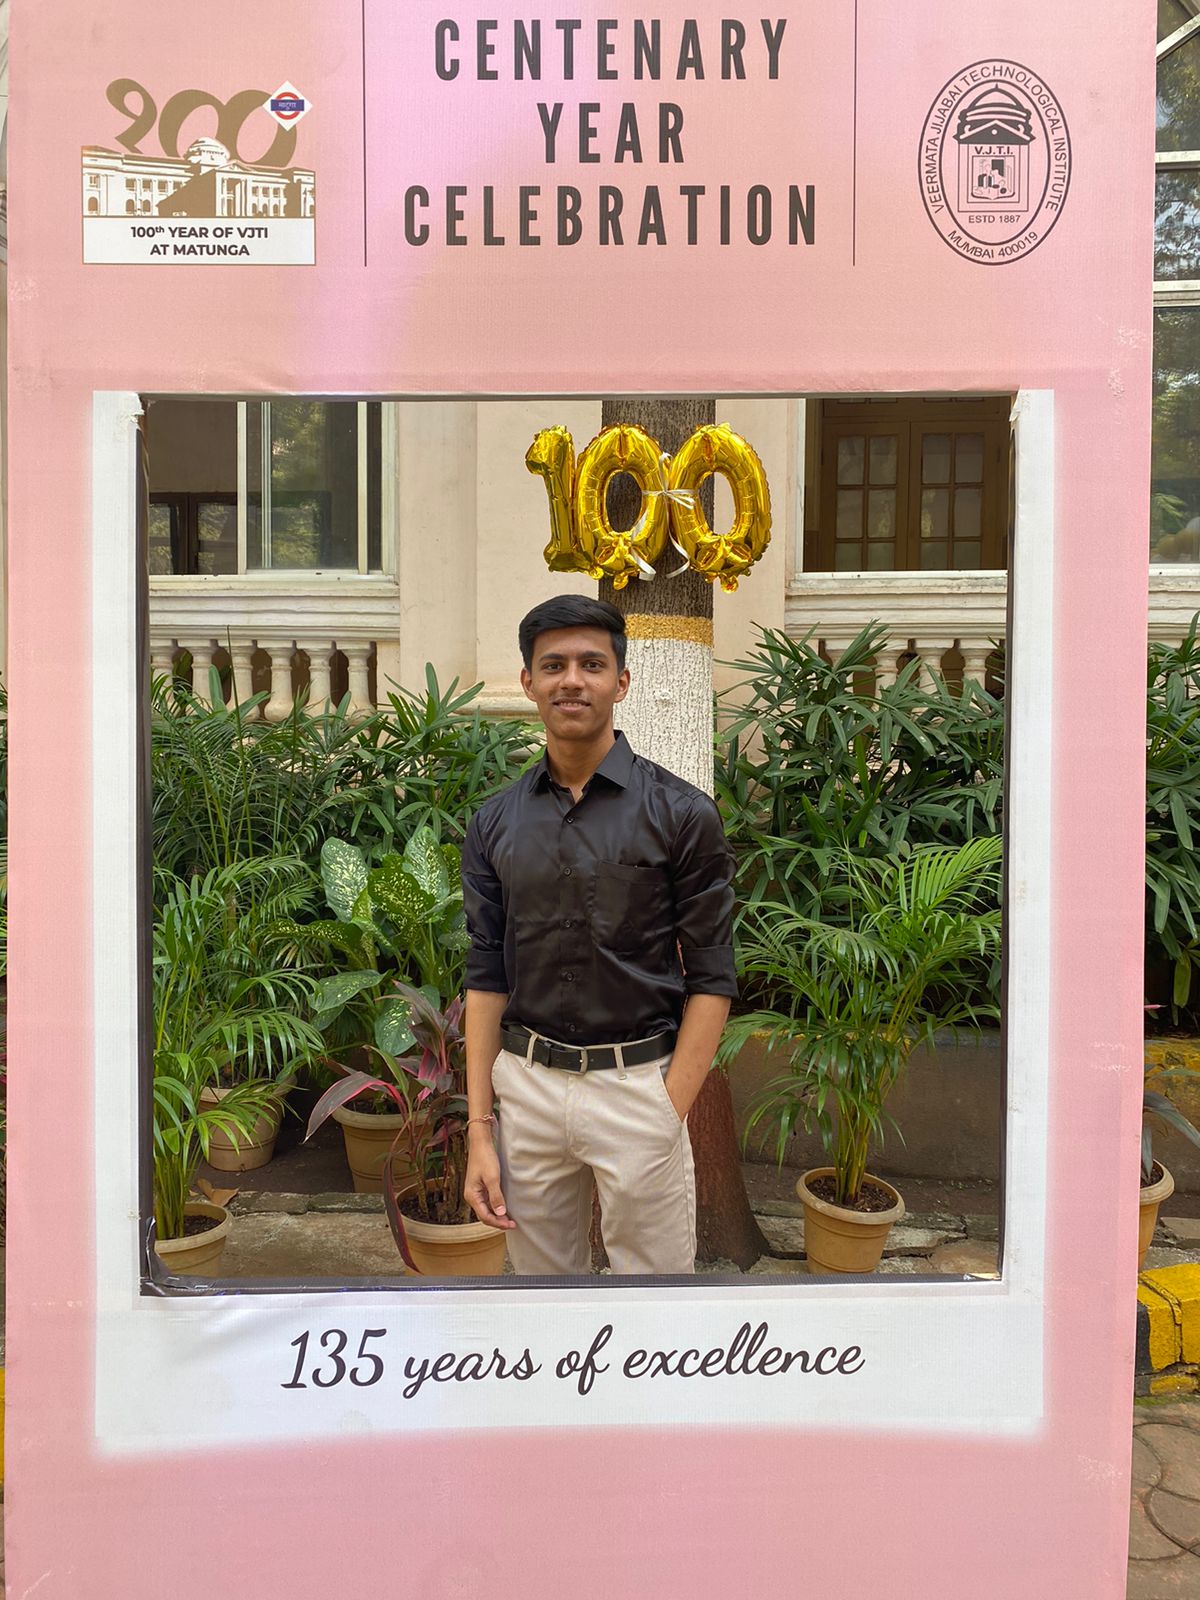 CENTENARY
YEAR
CELEBRATION
१००
माटुंगा
100th YEAR OF VJTI
AT MATUNGA
VEERMATA JIJABAI TECHNOLOGICAL INSTITUTE
V.J.T.I.
ESTD 1887
MUMBAI 400019
100
135 years of excellence